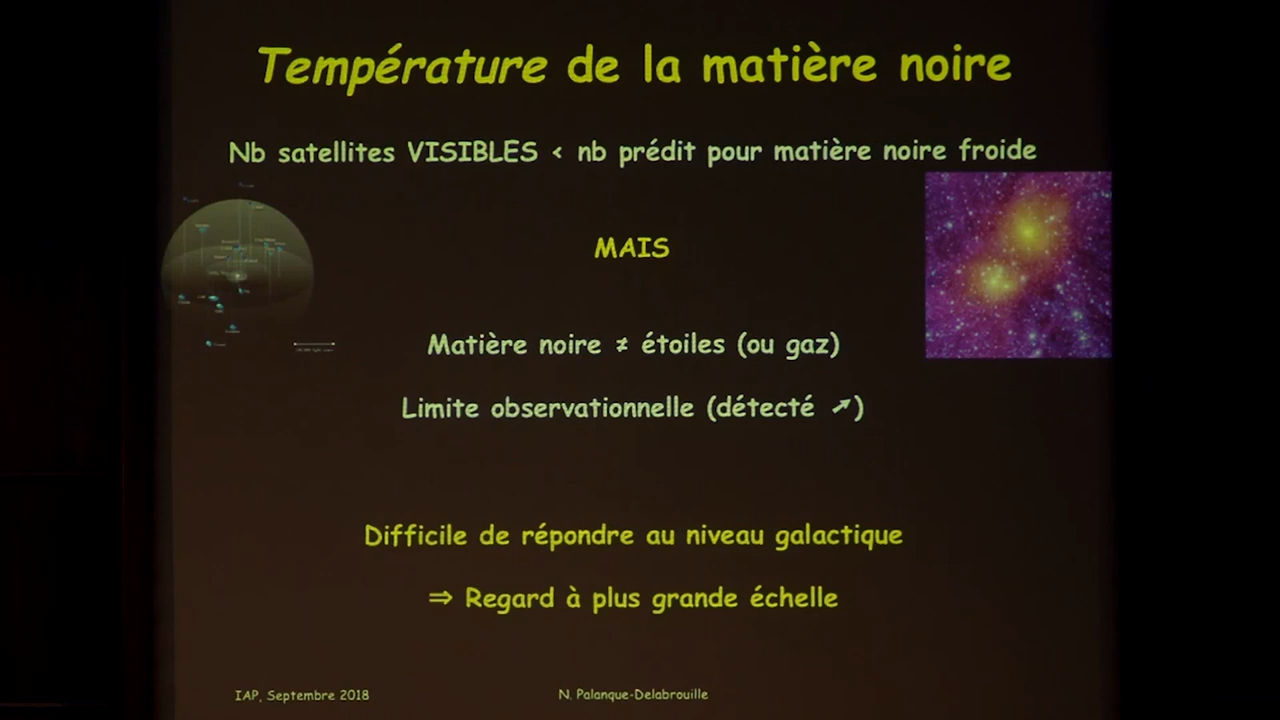 Température de la matière noire
Nb satellites VISIBLES < nb prédit pour matière noire froide
MAIS
Matière noire ≠ étoiles (ou gaz)
Limite observationnelle (détecté ➚)
Difficile de répondre au niveau galactique
⇒ Regard à plus grande échelle
IAP, Septembre 2018
N. Palanque-Delabrouille